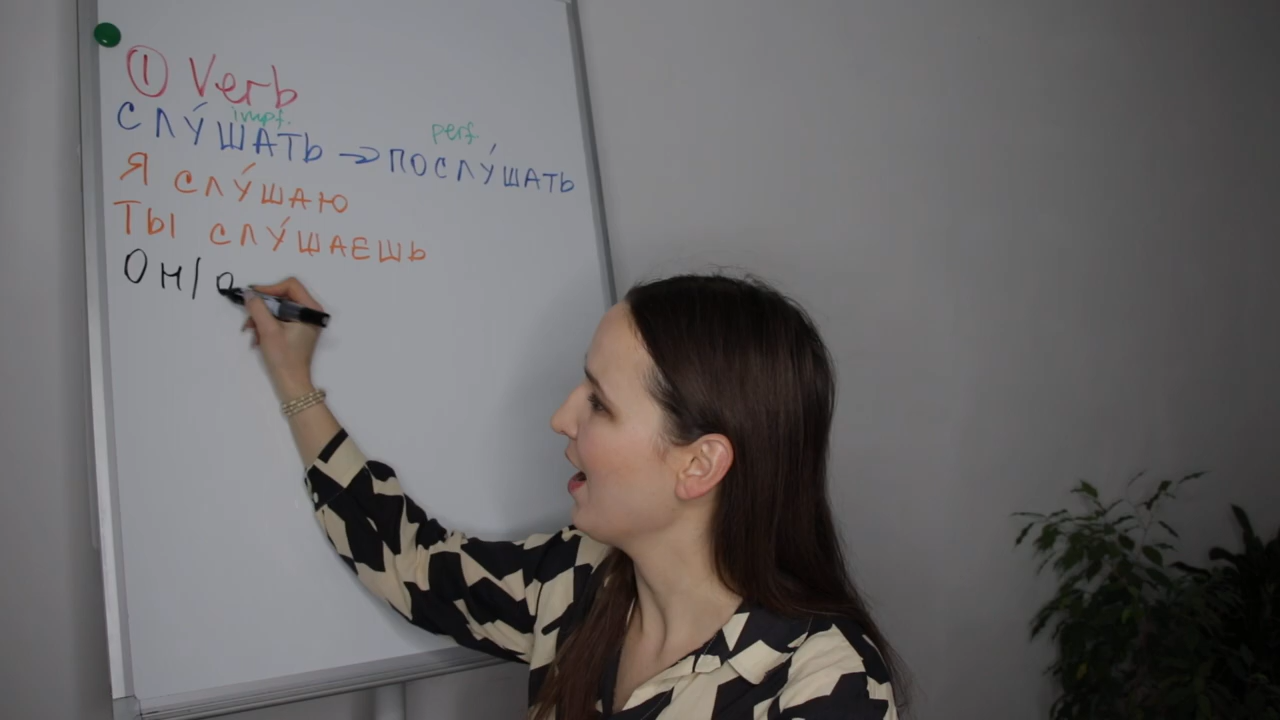 ① Verb
impf. perf.
СЛУ́ШАТЬ → ПОСЛУ́ШАТЬ
Я СЛУ́ШАЮ
ТЫ СЛУ́ШАЕШЬ
Он/о